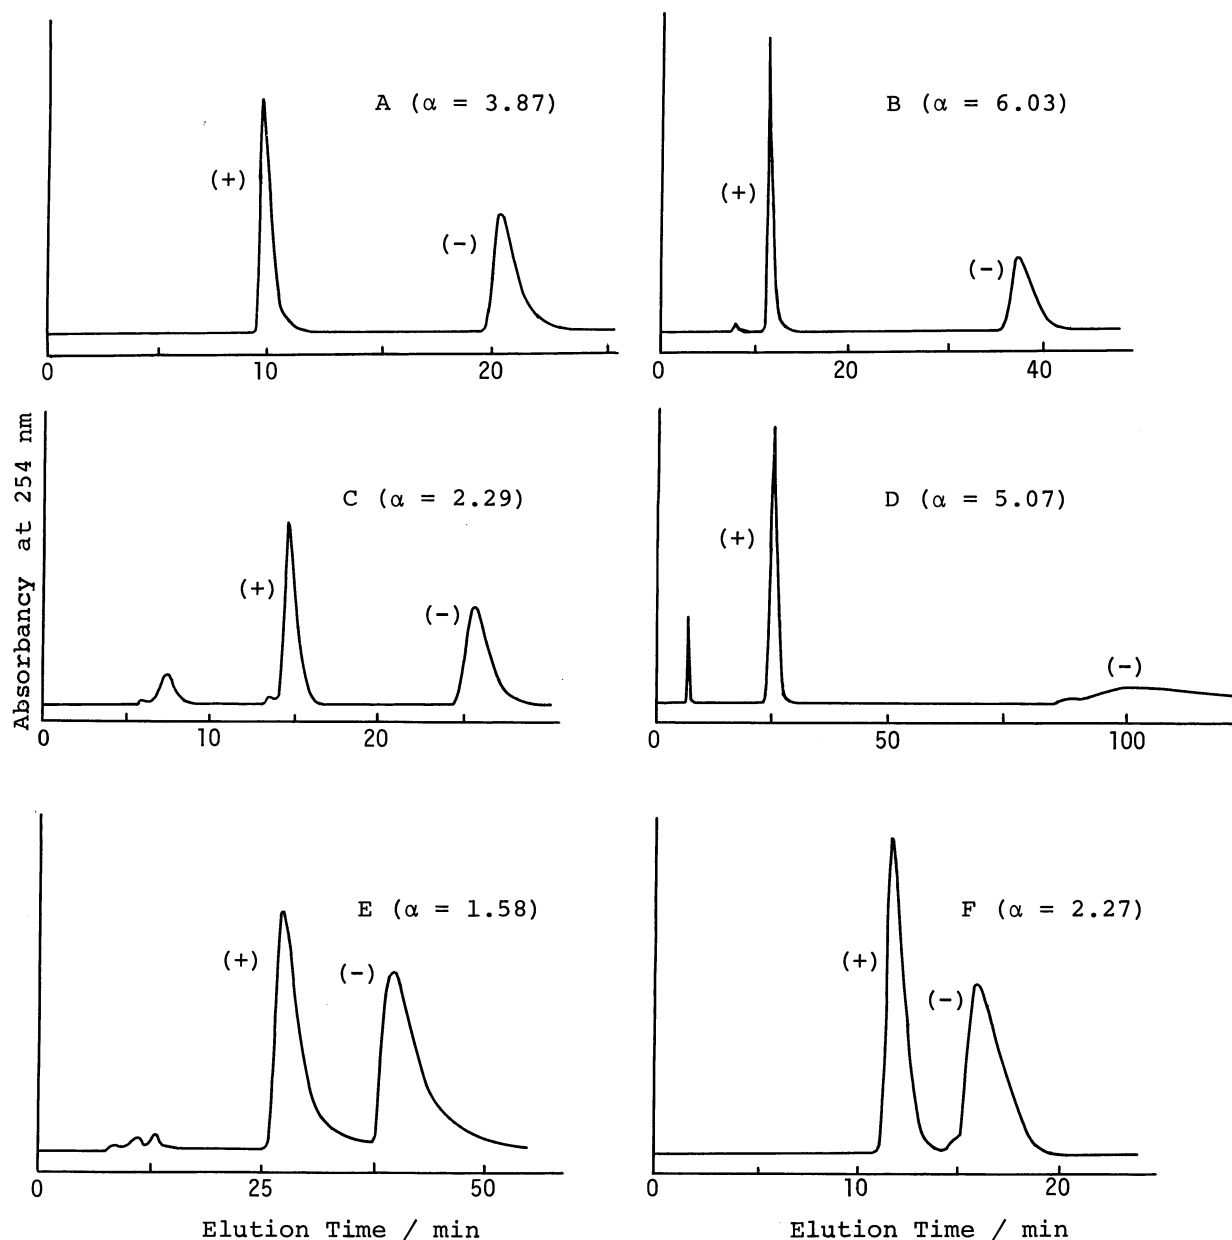 A (α = 3.87)
(+)
(-)
0 10 20
B (α = 6.03)
(+)
(-)
0 20 40
Absorbancy at 254 nm
C (α = 2.29)
(+)
(-)
0 10 20
D (α = 5.07)
(+)
(-)
0 50 100
E (α = 1.58)
(+)
(-)
0 25 50
Elution Time / min
F (α = 2.27)
(+)
(-)
0 10 20
Elution Time / min